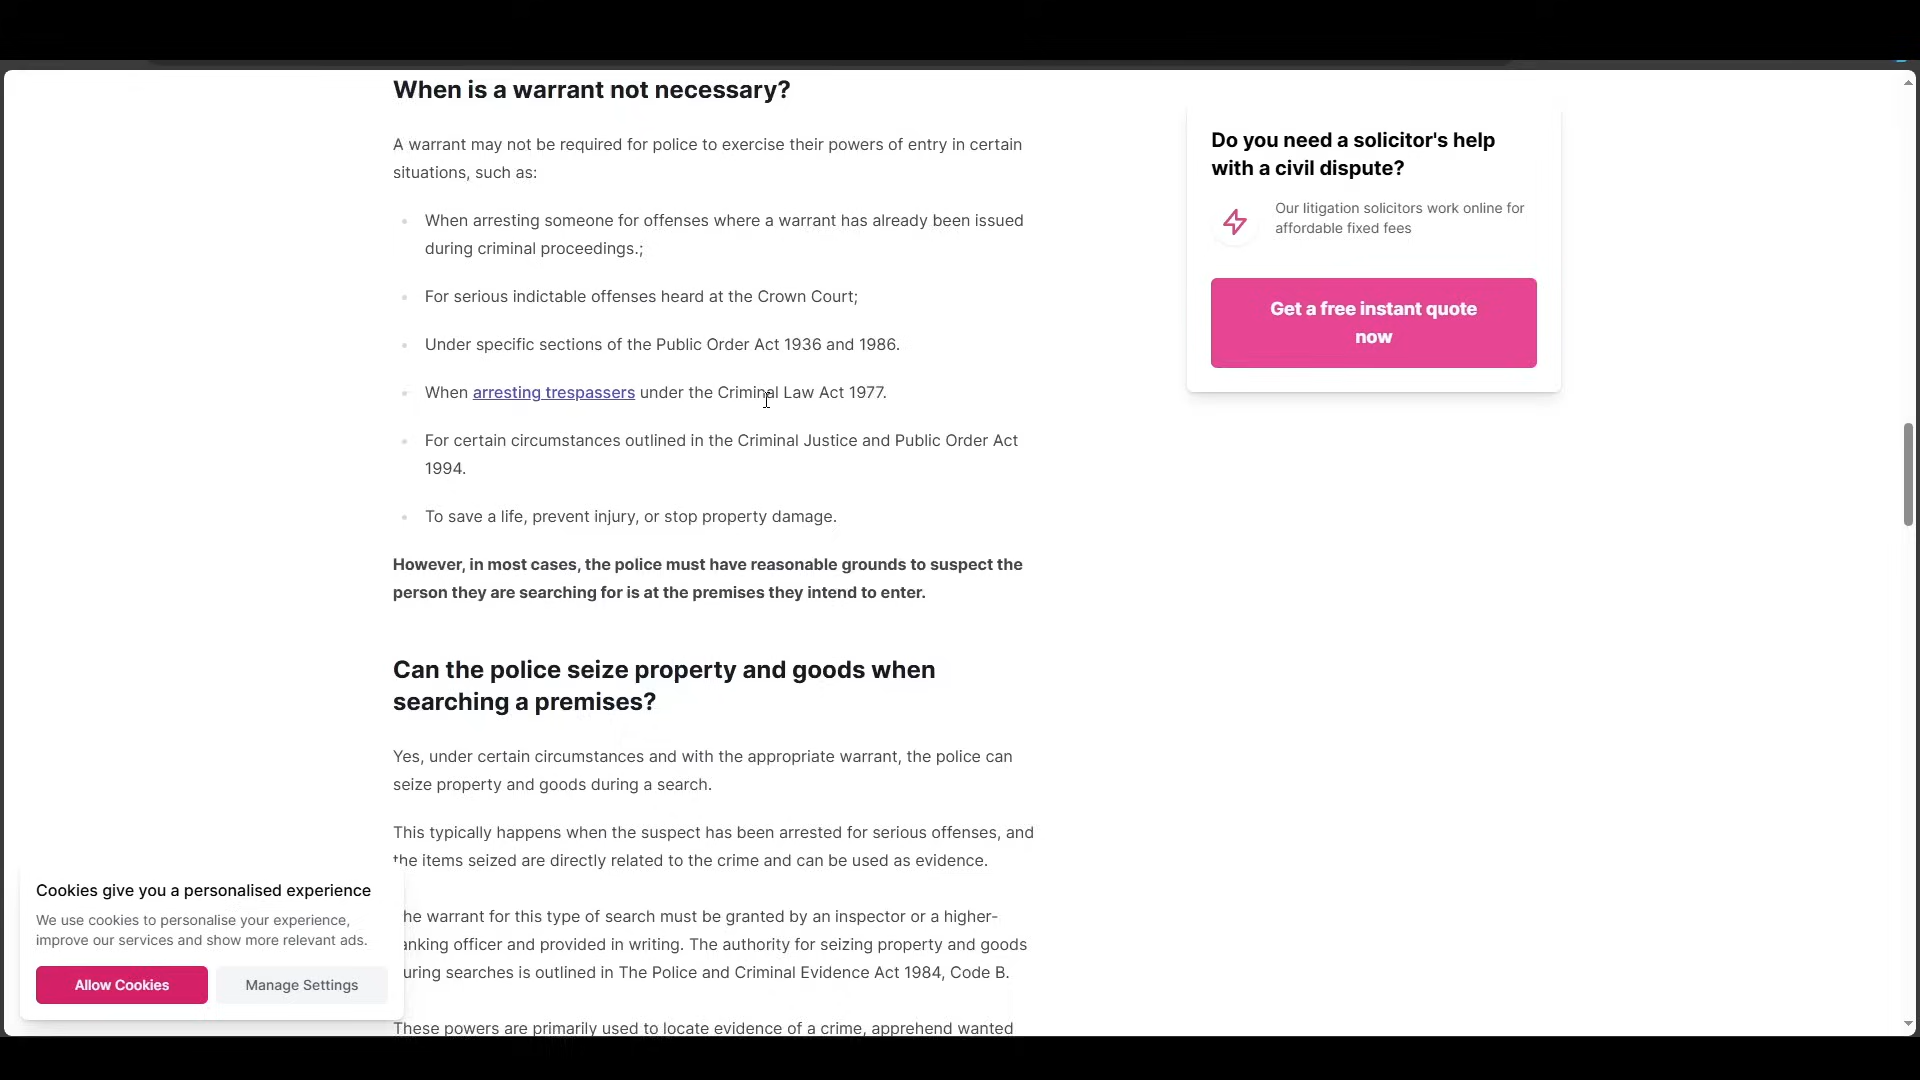 When is a warrant not necessary?
A warrant may not be required for police to exercise their powers of entry in certain
situations, such as:
When arresting someone for offenses where a warrant has already been issued
during criminal proceedings.;
For serious indictable offenses heard at the Crown Court;
Under specific sections of the Public Order Act 1936 and 1986.
When arresting trespassers under the Criminal Law Act 1977.
For certain circumstances outlined in the Criminal Justice and Public Order Act
1994.
To save a life, prevent injury, or stop property damage.
However, in most cases, the police must have reasonable grounds to suspect the
person they are searching for is at the premises they intend to enter.
Can the police seize property and goods when
searching a premises?
Yes, under certain circumstances and with the appropriate warrant, the police can
seize property and goods during a search.
This typically happens when the suspect has been arrested for serious offenses, and
the items seized are directly related to the crime and can be used as evidence.
he warrant for this type of search must be granted by an inspector or a higher-
anking officer and provided in writing. The authority for seizing property and goods
uring searches is outlined in The Police and Criminal Evidence Act 1984, Code B.
These powers are primarily used to locate evidence of a crime, apprehend wanted
Do you need a solicitor's help
with a civil dispute?
Our litigation solicitors work online for
affordable fixed fees
Get a free instant quote
now
Cookies give you a personalised experience
We use cookies to personalise your experience,
improve our services and show more relevant ads.
Allow Cookies
Manage Settings